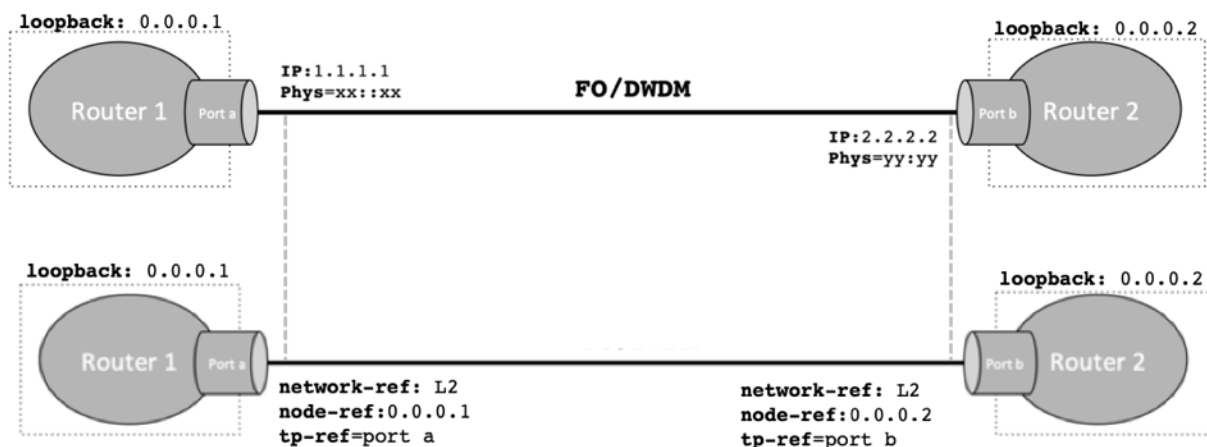 loopback: 0.0.0.1
loopback: 0.0.0.2
IP:1.1.1.1
Phys=xx::xx
FO/DWDM
Router 1
Port a
Port b
Router 2
IP:2.2.2.2
Phys=yy:yy
loopback: 0.0.0.1
loopback: 0.0.0.2
Router 1
Port a
Port b
Router 2
network-ref: L2
node-ref:0.0.0.1
tp-ref=port a
network-ref: L2
node-ref:0.0.0.2
tp-ref=port b